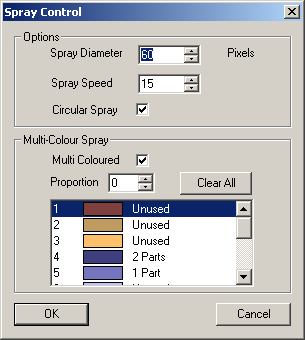 Spray Control
Options
Spray Diameter 60 Pixels
Spray Speed 15
Circular Spray
Multi-Colour Spray
Multi Coloured
Proportion 0 Clear All
1 Unused
2 Unused
3 Unused
4 2 Parts
5 1 Part
OK Cancel